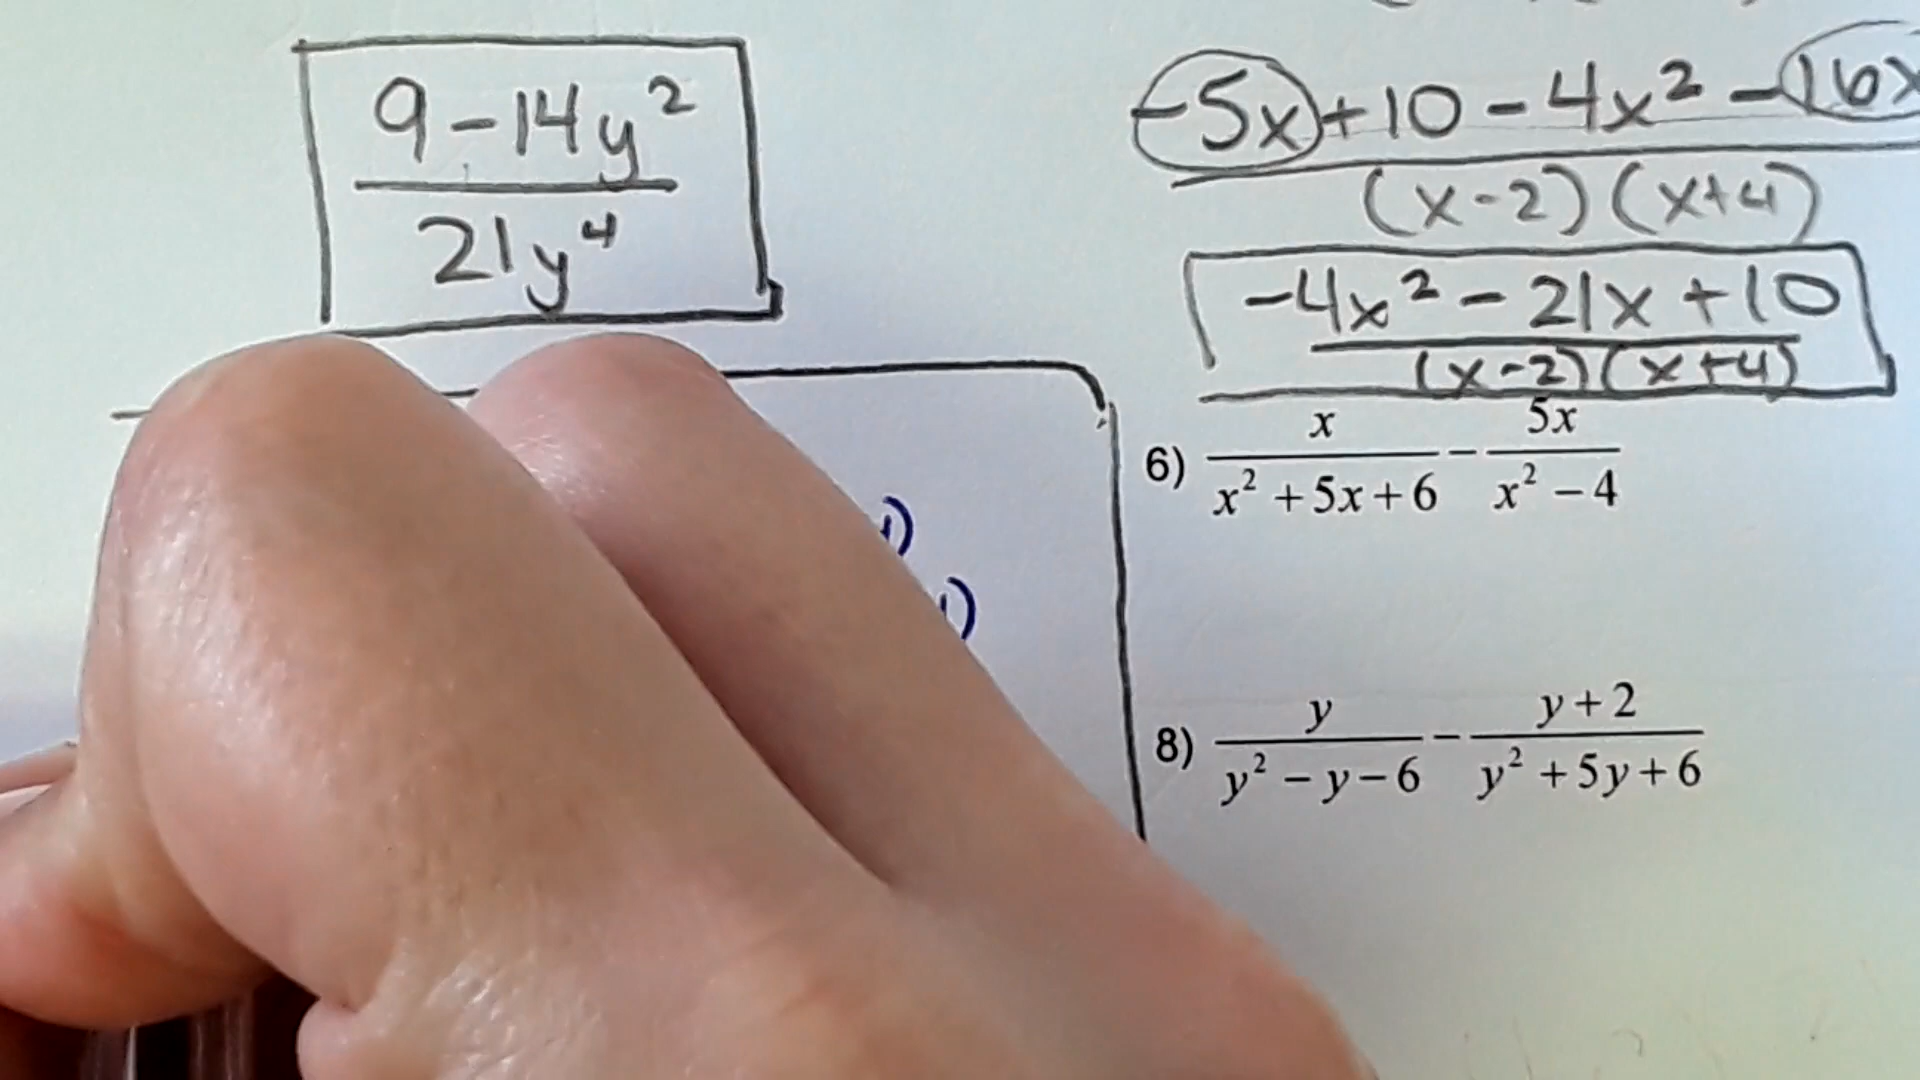 9 - 14y²
21y⁴
-5x + 10 - 4x² - 16x
(x-2)(x+4)
-4x² - 21x + 10
(x-2)(x+4)
6) x/(x² + 5x + 6) − 5x/(x² − 4)
8) y/(y² − y − 6) − (y + 2)/(y² + 5y + 6)